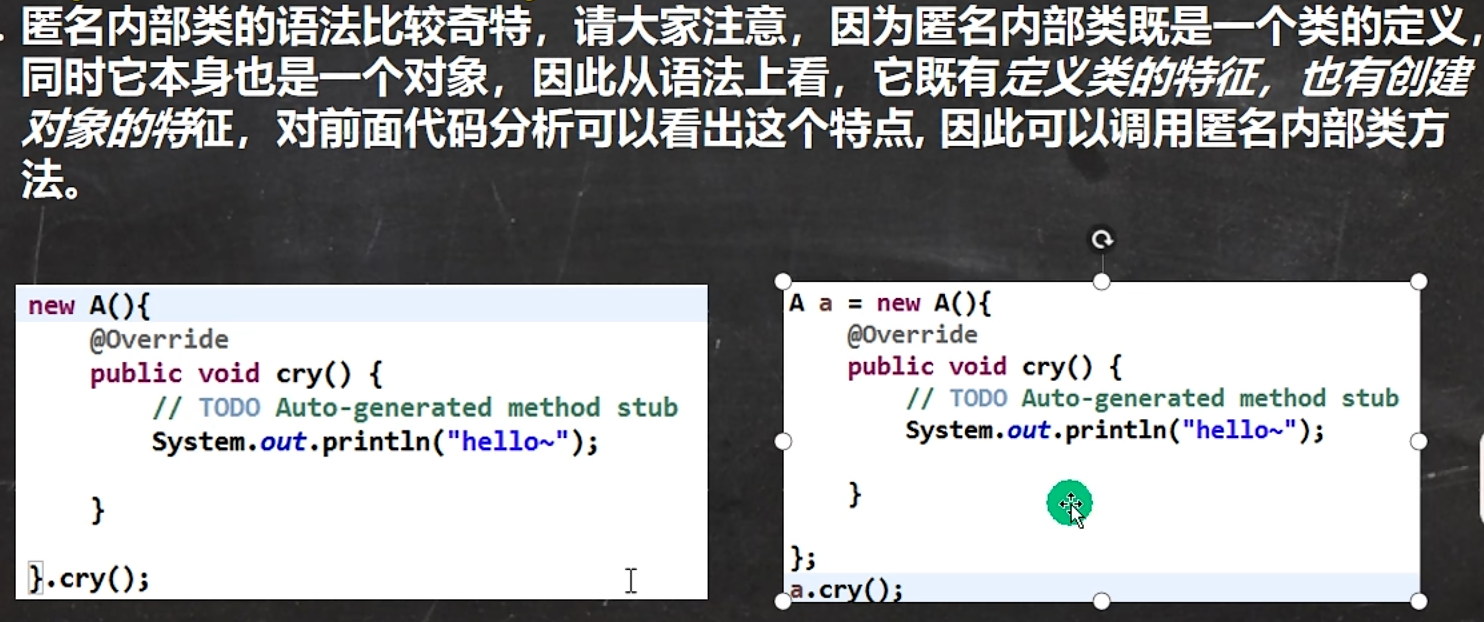 . 匿名内部类的语法比较奇特，请大家注意，因为匿名内部类既是一个类的定义，
同时它本身也是一个对象，因此从语法上看，它既有定义类的特征，也有创建
对象的特征，对前面代码分析可以看出这个特点, 因此可以调用匿名内部类方
法。
new A(){
@Override
public void cry() {
// TODO Auto-generated method stub
System.out.println("hello~");
}
}.cry();
A a = new A(){
@Override
public void cry() {
// TODO Auto-generated method stub
System.out.println("hello~");
}
};
a.cry();